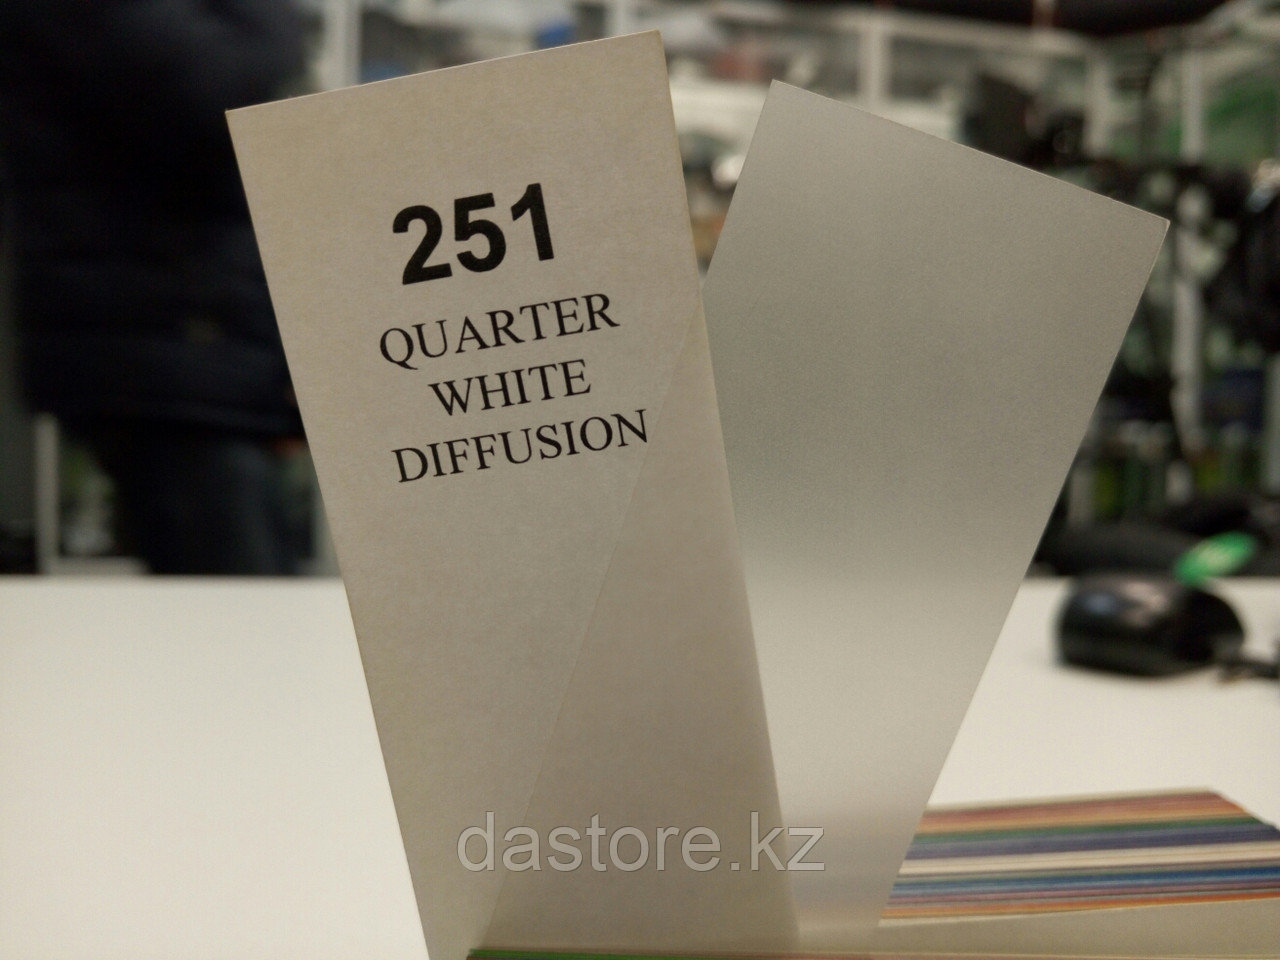 251
QUARTER
WHITE
DIFFUSION
dastore.kz